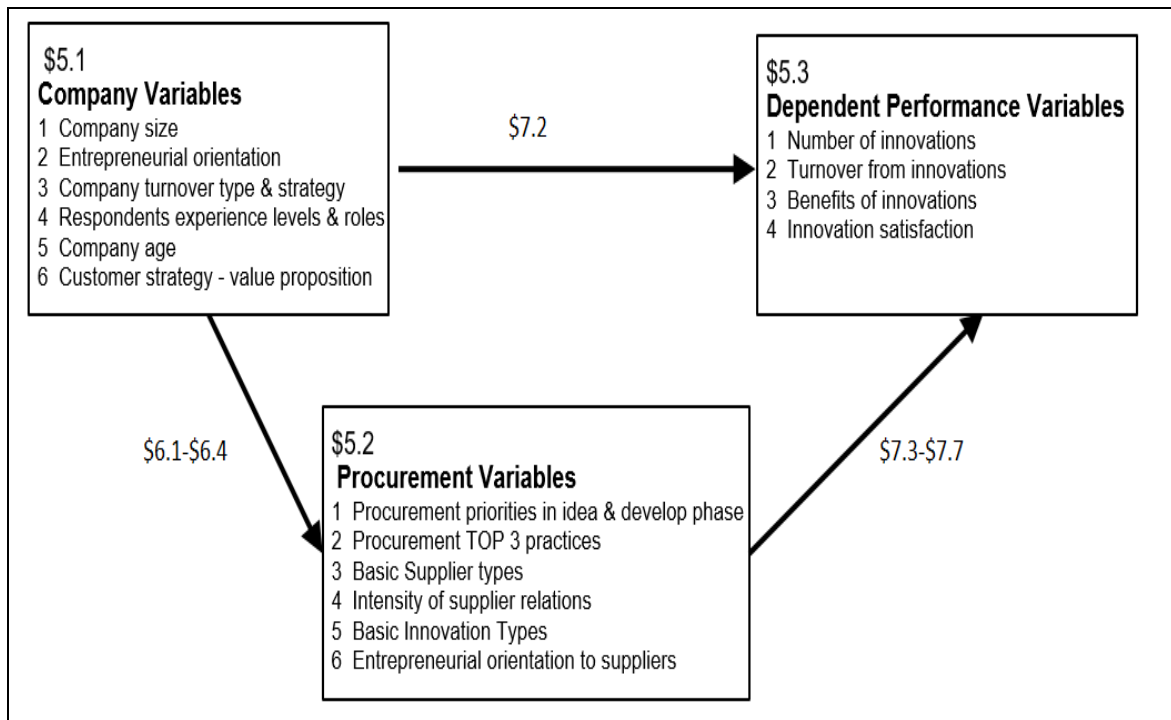 $5.1
Company Variables
1 Company size
2 Entrepreneurial orientation
3 Company turnover type & strategy
4 Respondents experience levels & roles
5 Company age
6 Customer strategy - value proposition
$7.2
$5.3
Dependent Performance Variables
1 Number of innovations
2 Turnover from innovations
3 Benefits of innovations
4 Innovation satisfaction
$6.1-$6.4
$5.2
Procurement Variables
1 Procurement priorities in idea & develop phase
2 Procurement TOP 3 practices
3 Basic Supplier types
4 Intensity of supplier relations
5 Basic Innovation Types
6 Entrepreneurial orientation to suppliers
$7.3-$7.7